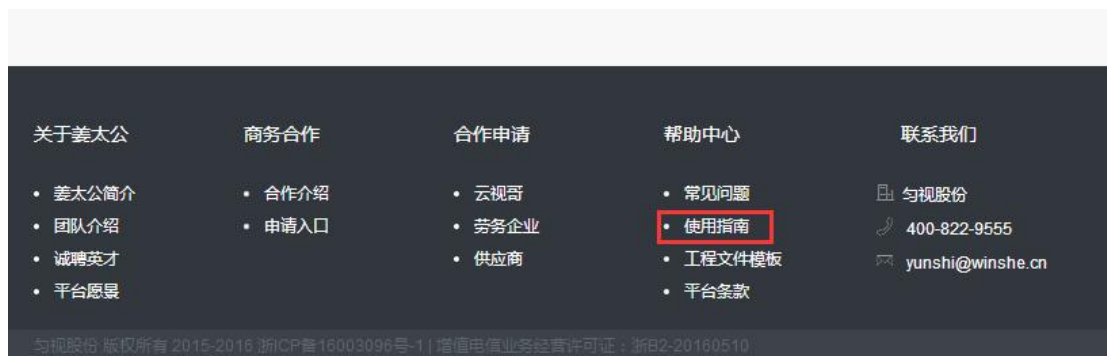 关于姜太公
姜太公简介
团队介绍
诚聘英才
平台愿景
商务合作
合作介绍
申请入口
合作申请
云视哥
劳务企业
供应商
帮助中心
常见问题
使用指南
工程文件模板
平台条款
联系我们
匀视股份
400-822-9555
yunshi@winshe.cn
匀视股份 版权所有 2015-2016 浙ICP备16003096号-1 | 增值电信业务经营许可证：浙B2-20160510